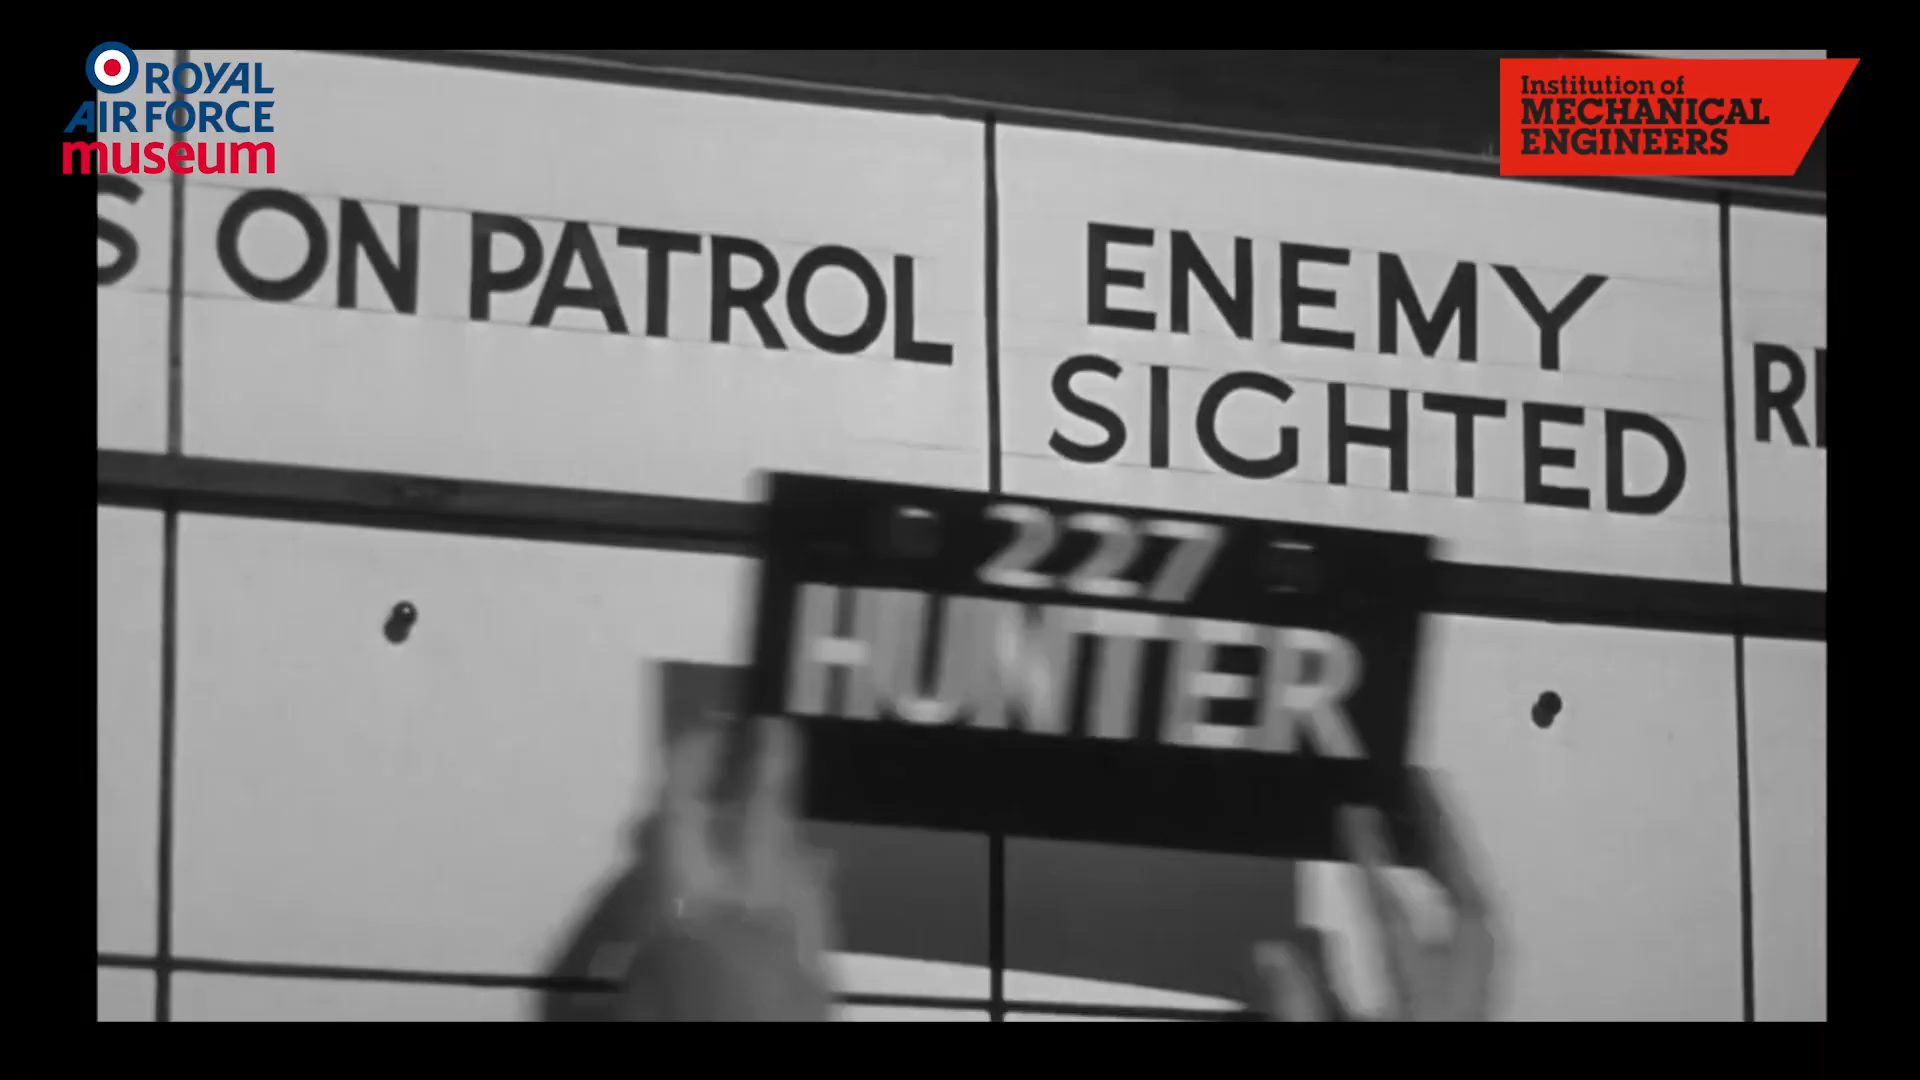 ROYAL
AIR FORCE
museum
Institution of
MECHANICAL
ENGINEERS
S
ON PATROL
ENEMY
SIGHTED
227
HUNTER